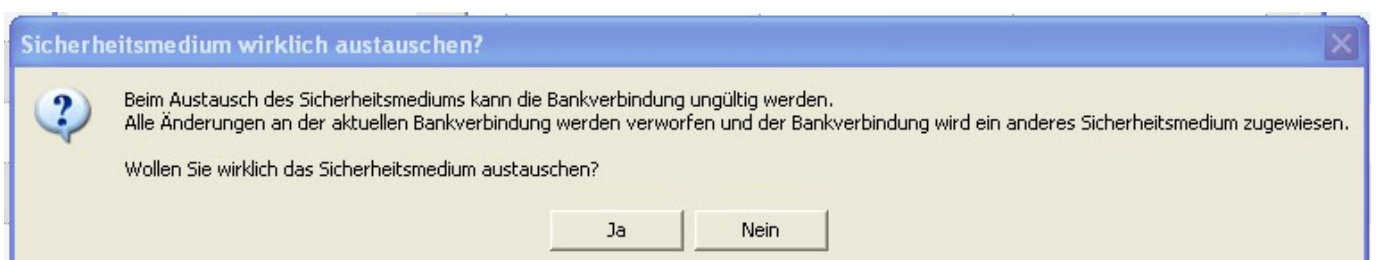 Sicherheitsmedium wirklich austauschen?
Beim Austausch des Sicherheitsmediums kann die Bankverbindung ungültig werden.
Alle Änderungen an der aktuellen Bankverbindung werden verworfen und der Bankverbindung wird ein anderes Sicherheitsmedium zugewiesen.
Wollen Sie wirklich das Sicherheitsmedium austauschen?
Ja
Nein